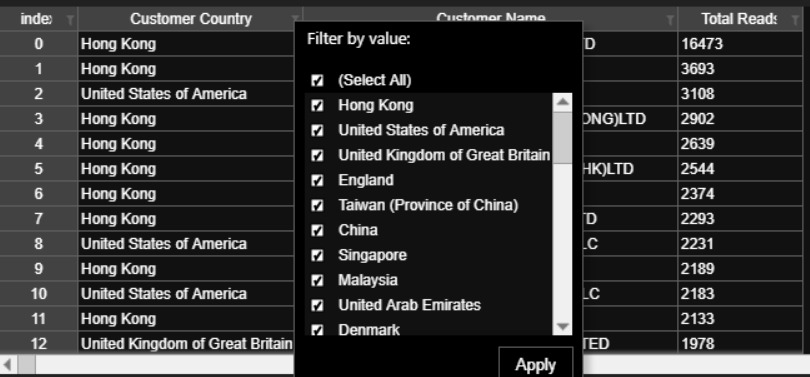 index Customer Country Customer Name Total Reads
0 Hong Kong TD 16473
1 Hong Kong 3693
2 United States of America 3108
3 Hong Kong ONG)LTD 2902
4 Hong Kong 2639
5 Hong Kong HK)LTD 2544
6 Hong Kong 2374
7 Hong Kong TD 2293
8 United States of America LC 2231
9 Hong Kong 2189
10 United States of America LC 2183
11 Hong Kong 2133
12 United Kingdom of Great Britain TED 1978
Filter by value:
(Select All)
Hong Kong
United States of America
United Kingdom of Great Britain
England
Taiwan (Province of China)
China
Singapore
Malaysia
United Arab Emirates
Denmark
Apply